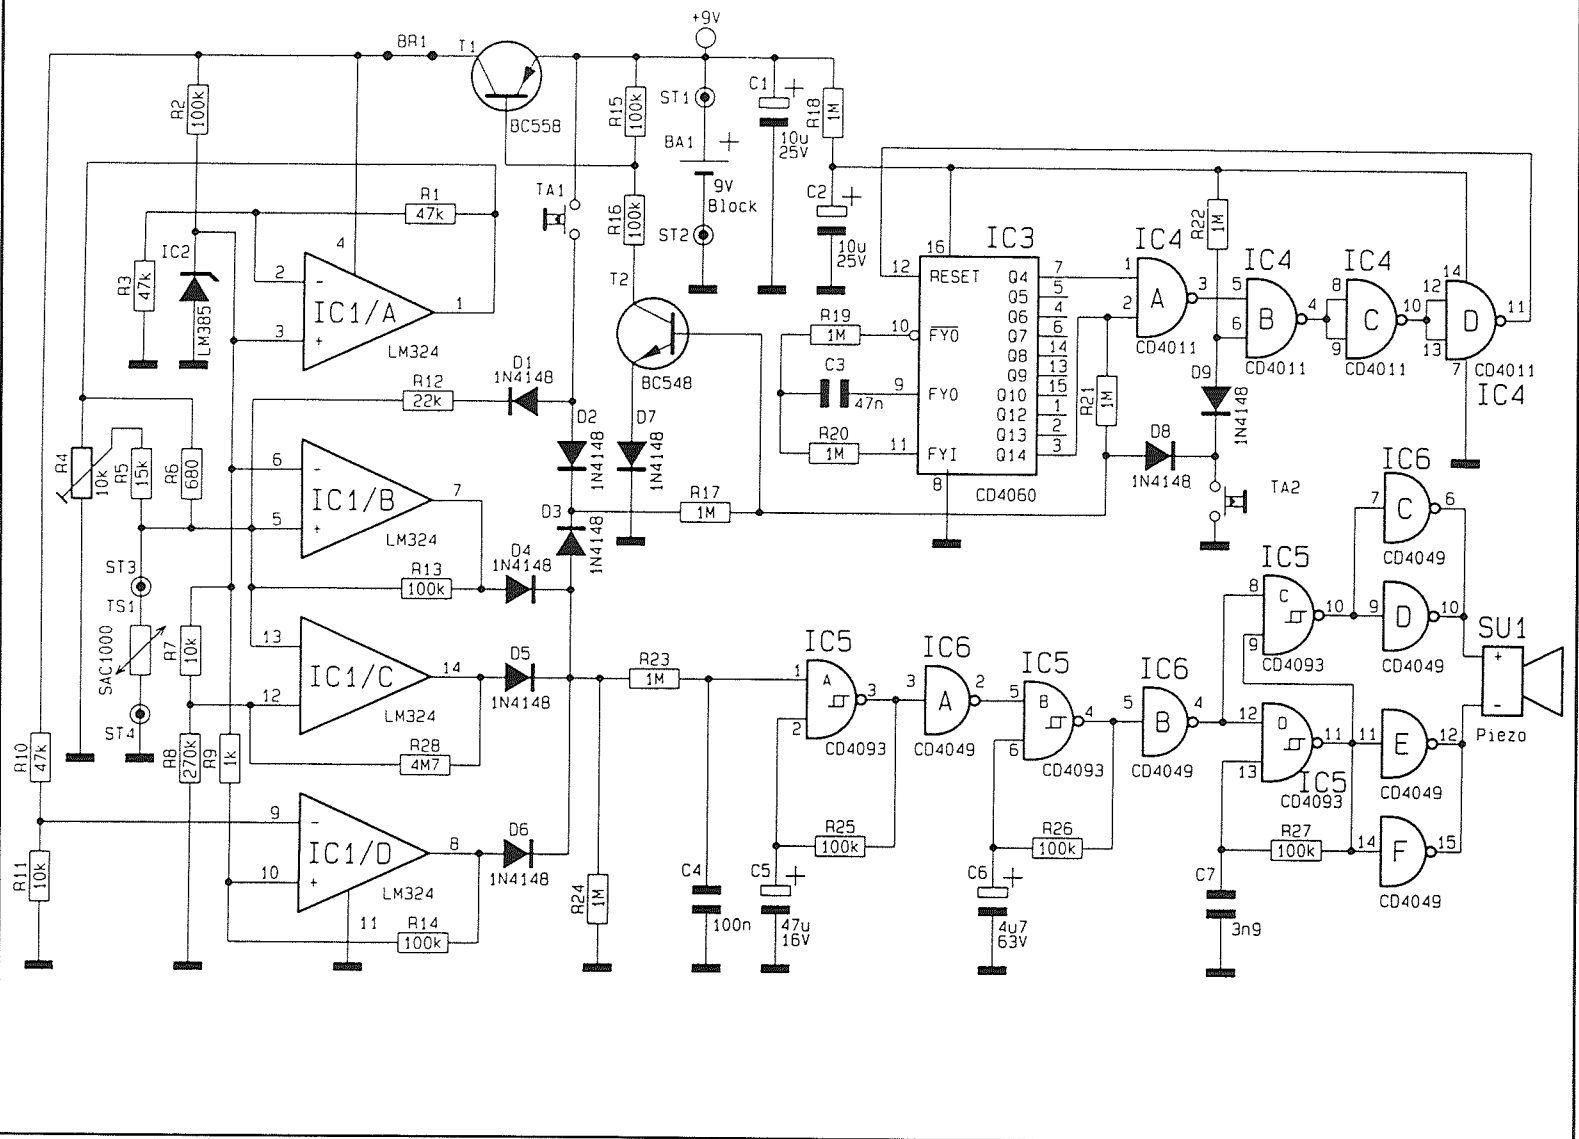 +9V
BR1
T1
BC558
R2
100k
R15
100k
ST1
BA1
+
9V
Block
ST2
C1
+
10u
25V
R18
1M
C2
+
10u
25V
R1
47k
TA1
R16
100k
T2
BC548
IC2
LM385
R3
47k
4
2
-
3
+
IC1/A
1
LM324
R12
22k
D1
1N4148
D2
1N4148
D7
1N4148
D3
1N4148
R17
1M
R4
10k
R5
15k
R6
680
6
-
5
+
IC1/B
7
LM324
R13
100k
D4
1N4148
ST3
TS1
SAC1000
ST4
R7
10k
13
12
IC1/C
14
LM324
D5
1N4148
R28
4M7
R10
47k
R8
270k
R9
1k
9
-
10
+
IC1/D
8
LM324
11
D6
1N4148
R14
100k
R11
10k
R24
1M
R23
1M
C4
100n
IC3
16
12
RESET
Q4
7
Q5
5
Q6
4
Q7
6
Q8
14
Q9
13
Q10
15
Q12
1
Q13
2
Q14
3
10
FYO
9
FYO
11
FYI
8
CD4060
R19
1M
C3
47n
R20
1M
IC4
1
2
A
3
CD4011
R22
1M
IC4
5
6
B
4
CD4011
IC4
8
9
C
10
CD4011
14
12
13
D
11
7
CD4011
IC4
R21
1M
D8
1N4148
D9
1N4148
TA2
IC5
1
2
A
3
CD4093
R25
100k
C5
+
47u
16V
IC6
3
A
2
CD4049
IC5
5
6
B
4
CD4093
R26
100k
C6
+
4u7
63V
IC6
5
B
4
CD4049
IC5
8
9
C
10
CD4093
12
13
D
11
IC5
CD4093
R27
100k
C7
3n9
IC6
7
C
6
CD4049
9
D
10
CD4049
11
E
12
CD4049
14
F
15
CD4049
SU1
+
-
Piezo